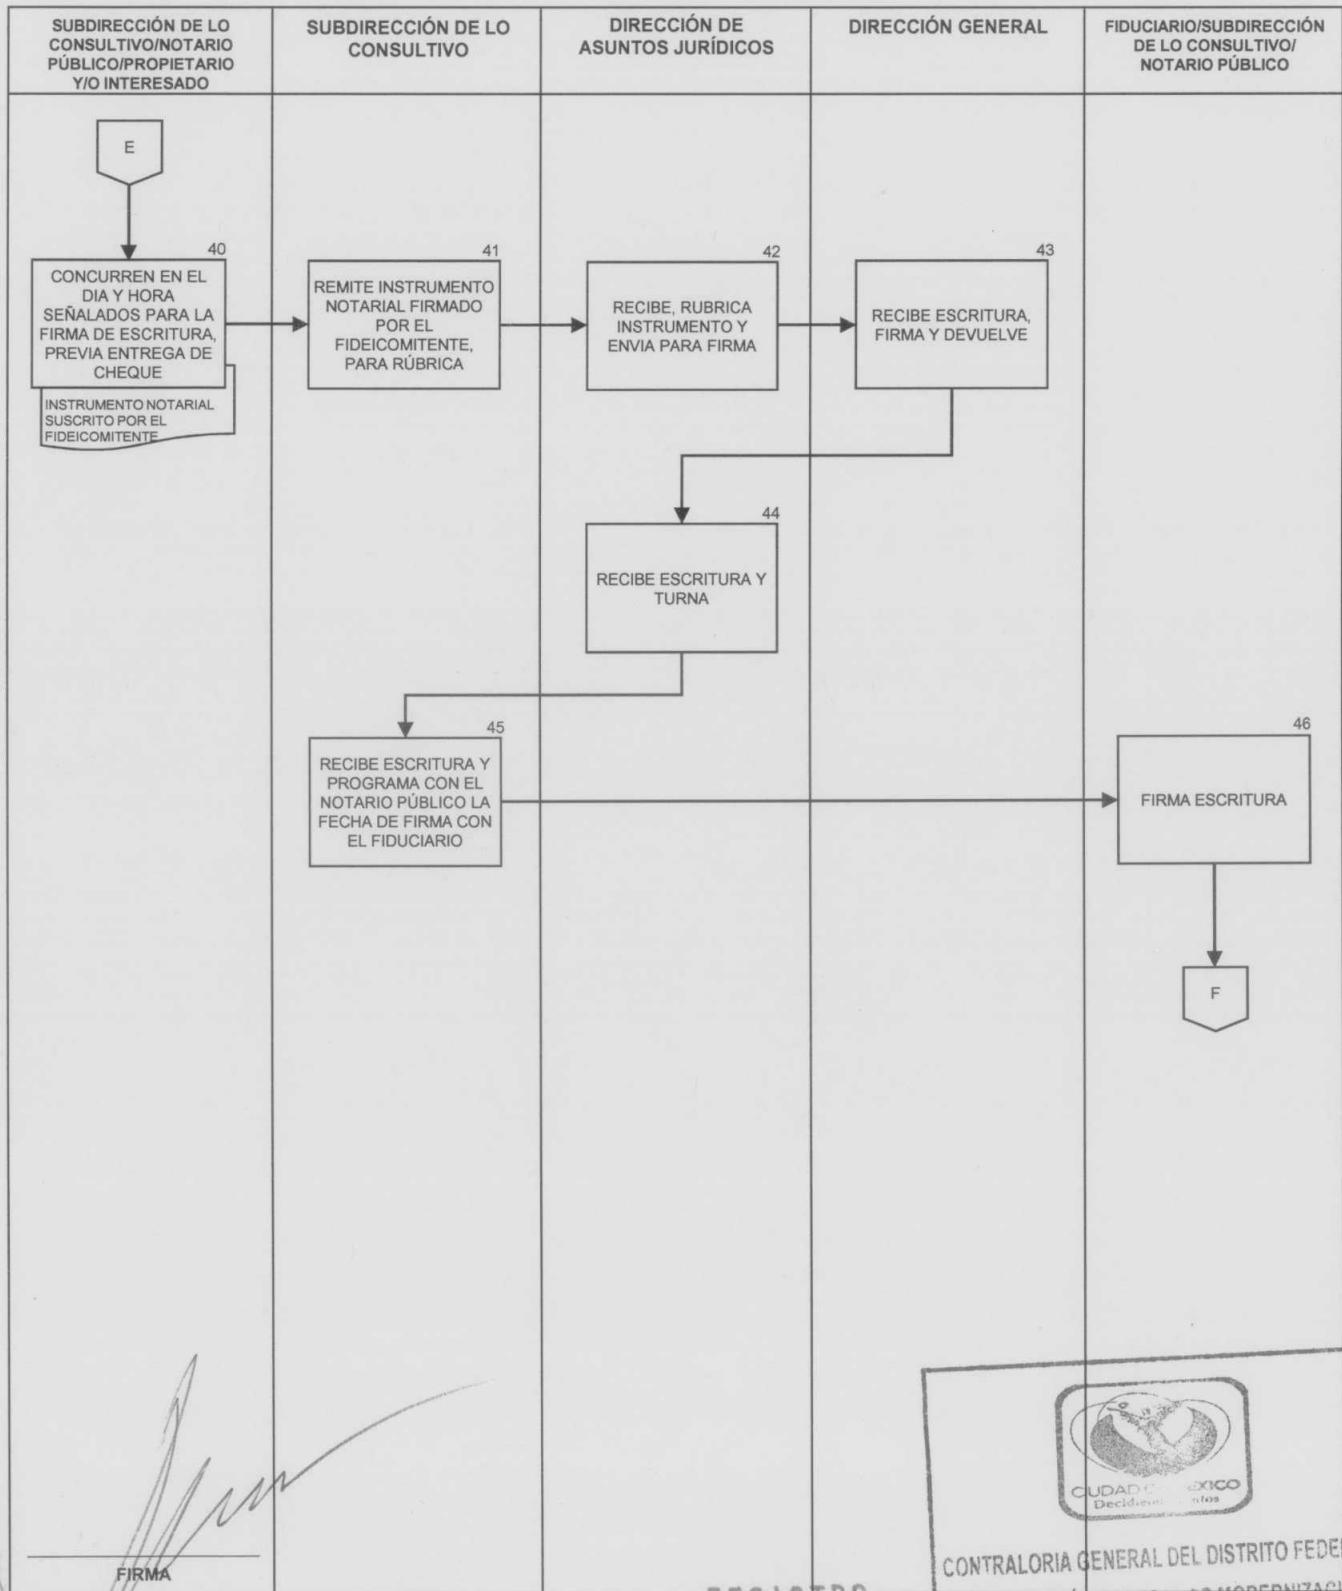 SUBDIRECCIÓN DE LO
CONSULTIVO/NOTARIO
PÚBLICO/PROPIETARIO
Y/O INTERESADO
SUBDIRECCIÓN DE LO
CONSULTIVO
DIRECCIÓN DE
ASUNTOS JURÍDICOS
DIRECCIÓN GENERAL
FIDUCIARIO/SUBDIRECCIÓN
DE LO CONSULTIVO/
NOTARIO PÚBLICO
E
40
CONCURREN EN EL
DIA Y HORA
SEÑALADOS PARA LA
FIRMA DE ESCRITURA,
PREVIA ENTREGA DE
CHEQUE
INSTRUMENTO NOTARIAL
SUSCRITO POR EL
FIDEICOMITENTE
41
REMITE INSTRUMENTO
NOTARIAL FIRMADO
POR EL
FIDEICOMITENTE,
PARA RÚBRICA
42
RECIBE, RUBRICA
INSTRUMENTO Y
ENVIA PARA FIRMA
43
RECIBE ESCRITURA,
FIRMA Y DEVUELVE
44
RECIBE ESCRITURA Y
TURNA
45
RECIBE ESCRITURA Y
PROGRAMA CON EL
NOTARIO PÚBLICO LA
FECHA DE FIRMA CON
EL FIDUCIARIO
46
FIRMA ESCRITURA
F
FIRMA
CIUDAD
CONTRALORIA GENERAL DEL DISTRITO FEDE